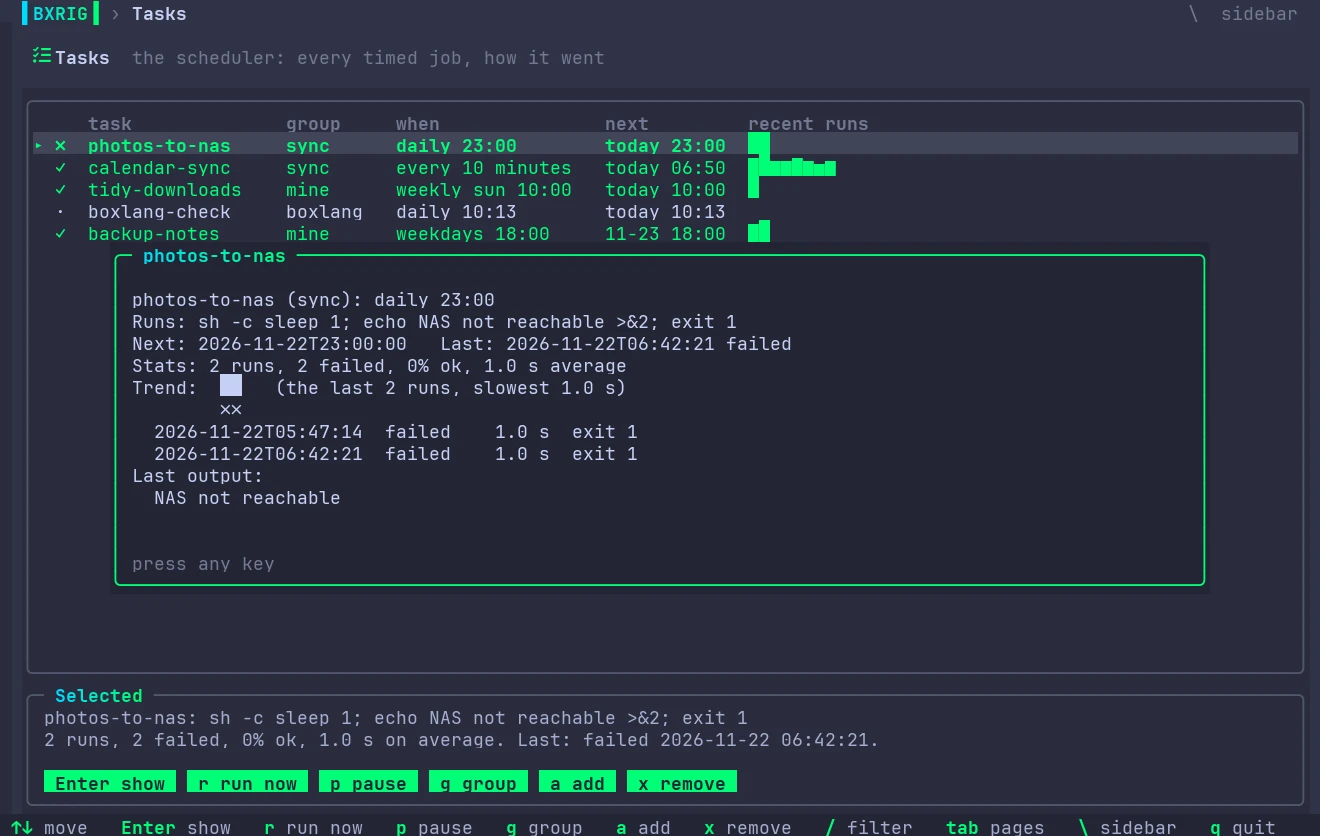 BXRIG › Tasks \ sidebar
Tasks the scheduler: every timed job, how it went
task group when next recent runs
▸ ✕ photos-to-nas sync daily 23:00 today 23:00
✓ calendar-sync sync every 10 minutes today 06:50
✓ tidy-downloads mine weekly sun 10:00 today 10:00
· boxlang-check boxlang daily 10:13 today 10:13
✓ backup-notes mine weekdays 18:00 11-23 18:00
photos-to-nas
photos-to-nas (sync): daily 23:00
Runs: sh -c sleep 1; echo NAS not reachable >&2; exit 1
Next: 2026-11-22T23:00:00 Last: 2026-11-22T06:42:21 failed
Stats: 2 runs, 2 failed, 0% ok, 1.0 s average
Trend: (the last 2 runs, slowest 1.0 s)
✕✕
2026-11-22T05:47:14 failed 1.0 s exit 1
2026-11-22T06:42:21 failed 1.0 s exit 1
Last output:
NAS not reachable
press any key
Selected
photos-to-nas: sh -c sleep 1; echo NAS not reachable >&2; exit 1
2 runs, 2 failed, 0% ok, 1.0 s on average. Last: failed 2026-11-22 06:42:21.
Enter show r run now p pause g group a add x remove
↑↓ move Enter show r run now p pause g group a add x remove / filter tab pages \ sidebar q quit